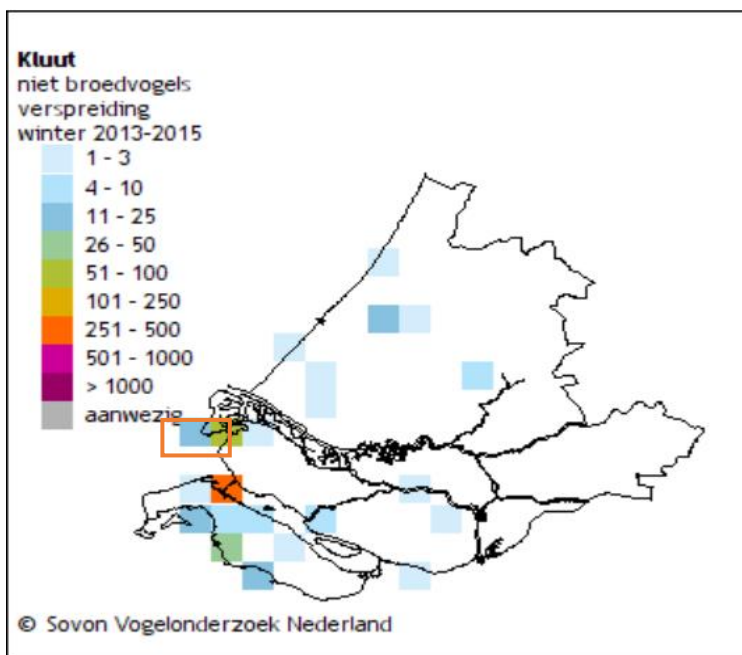 Kluut
niet broedvogels
verspreiding
winter 2013-2015
1 - 3
4 - 10
11 - 25
26 - 50
51 - 100
101 - 250
251 - 500
501 - 1000
> 1000
aanwezig
© Sovon Vogelonderzoek Nederland